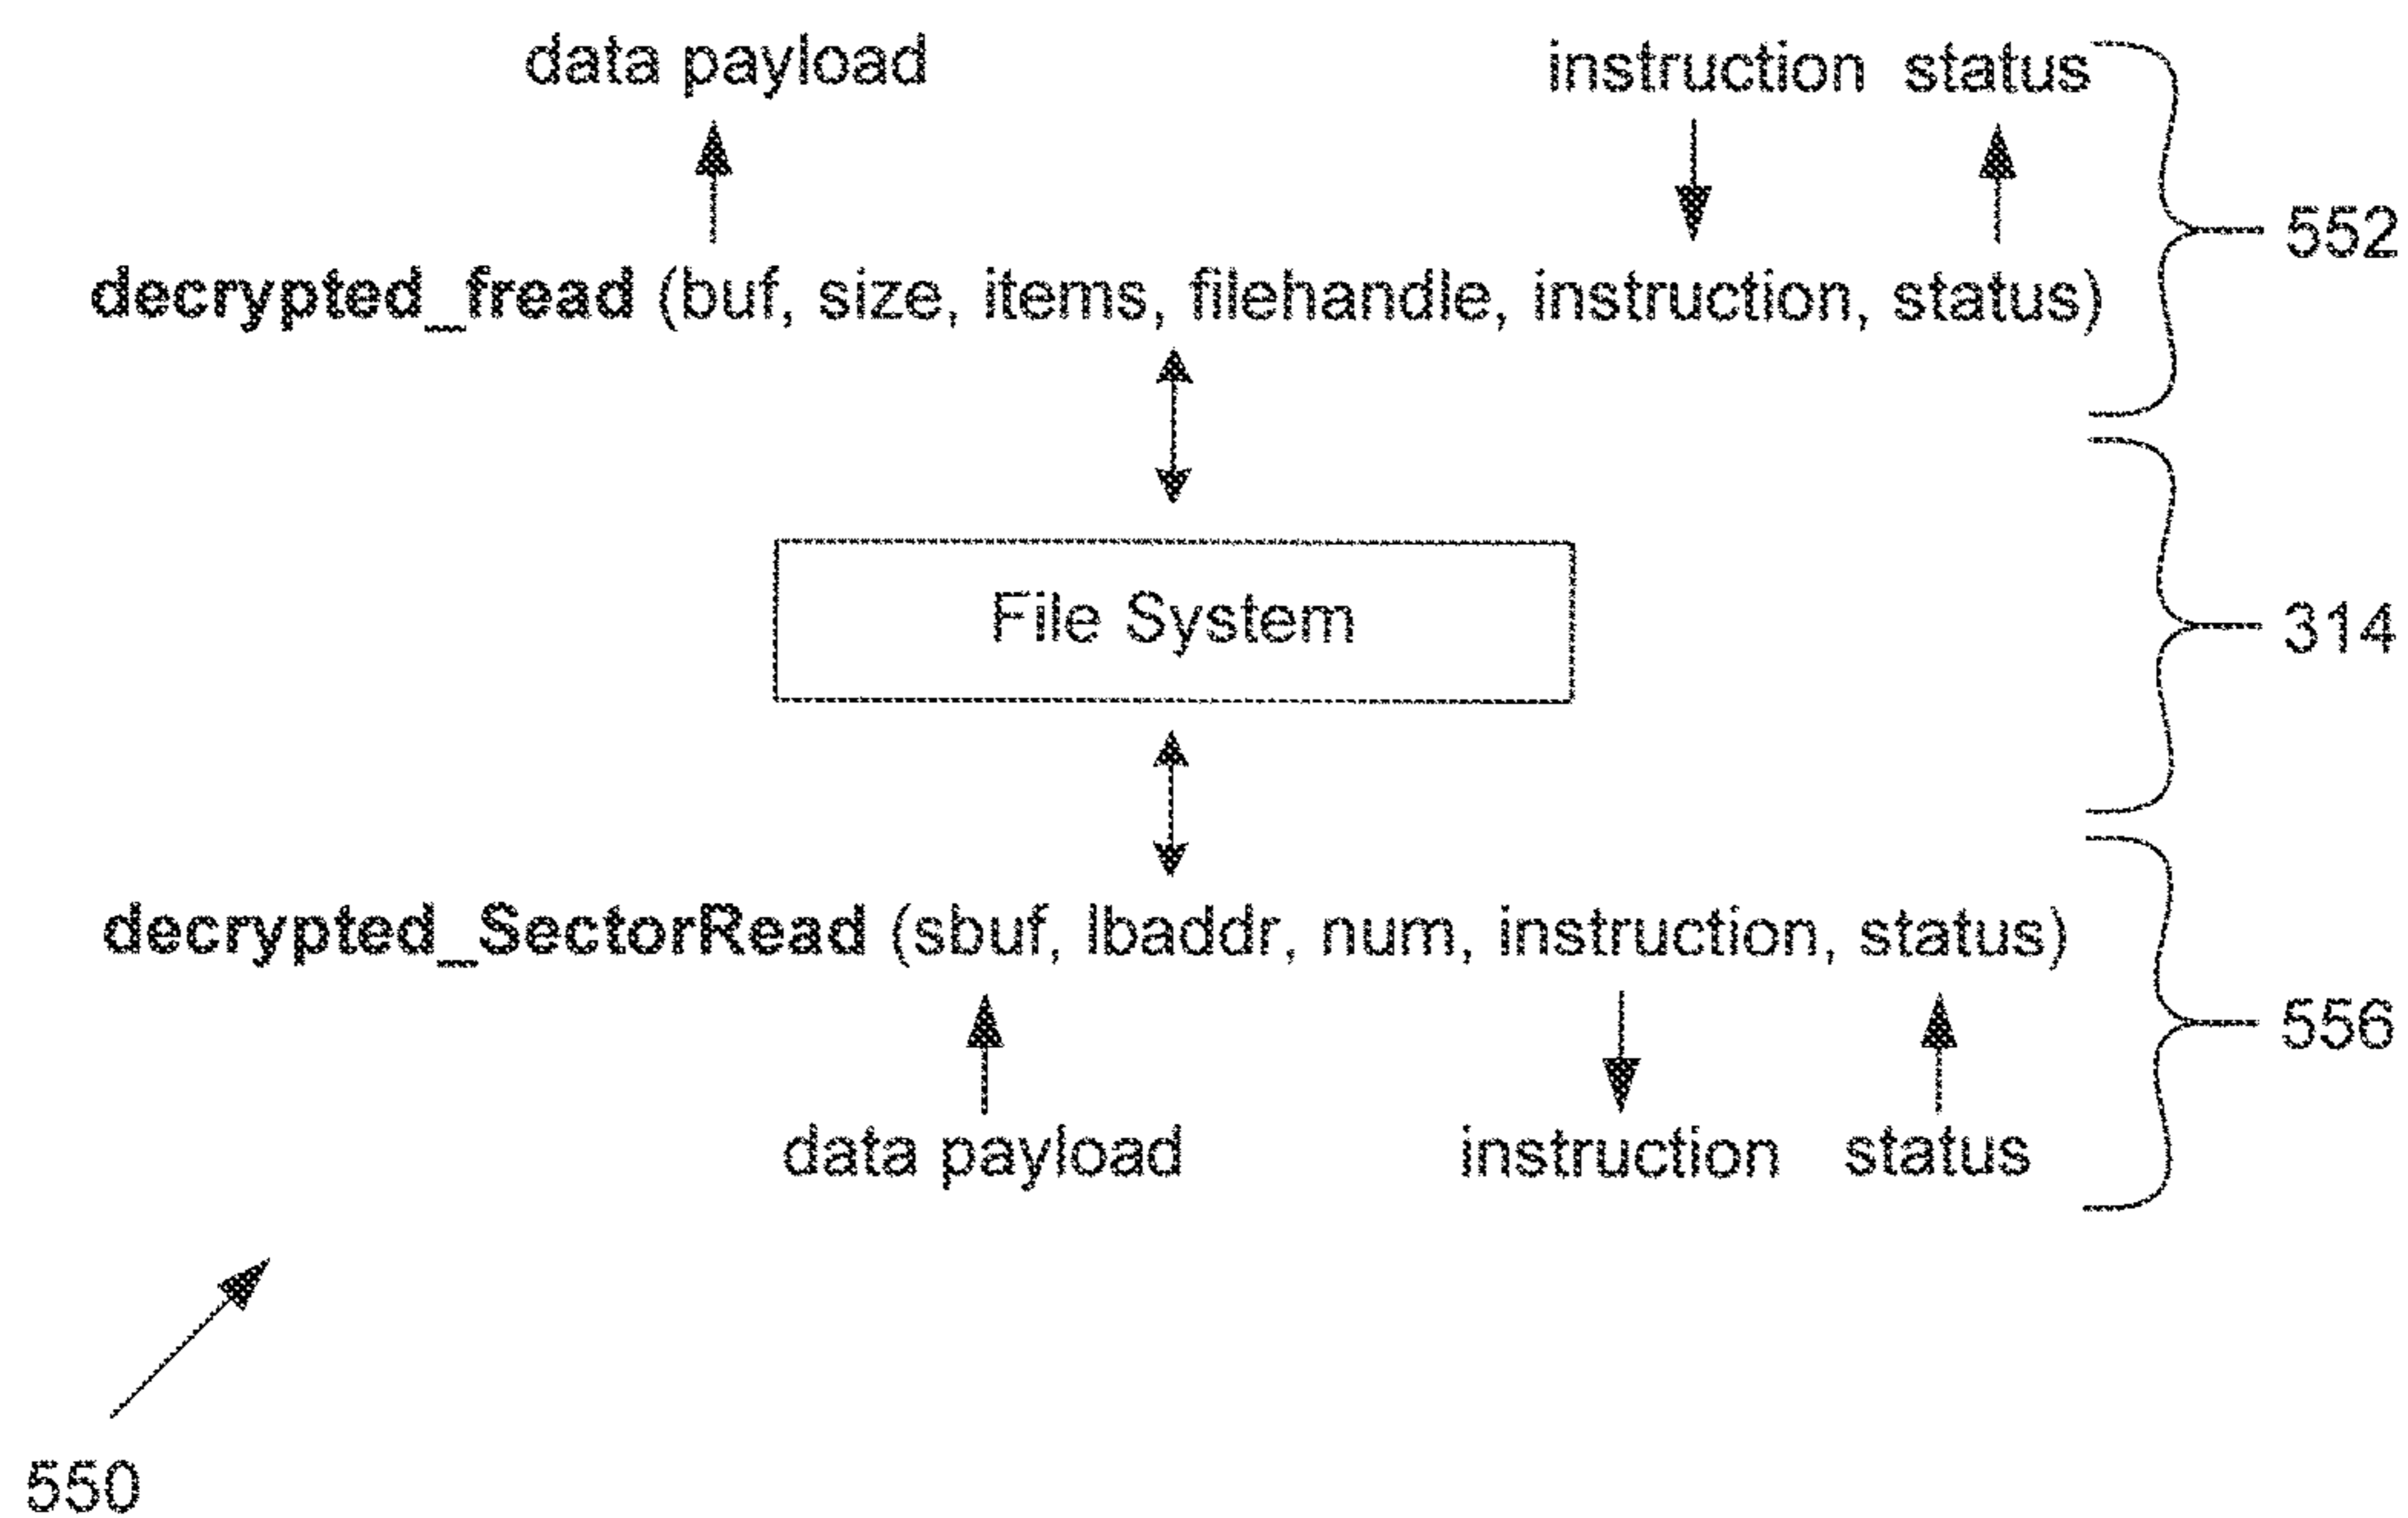 data payload
instruction status
552
decrypted_fread (buf, size, items, filehandle, instruction, status)
File System
314
decrypted_SectorRead (sbuf, lbaddr, num, instruction, status)
556
data payload
instruction status
550